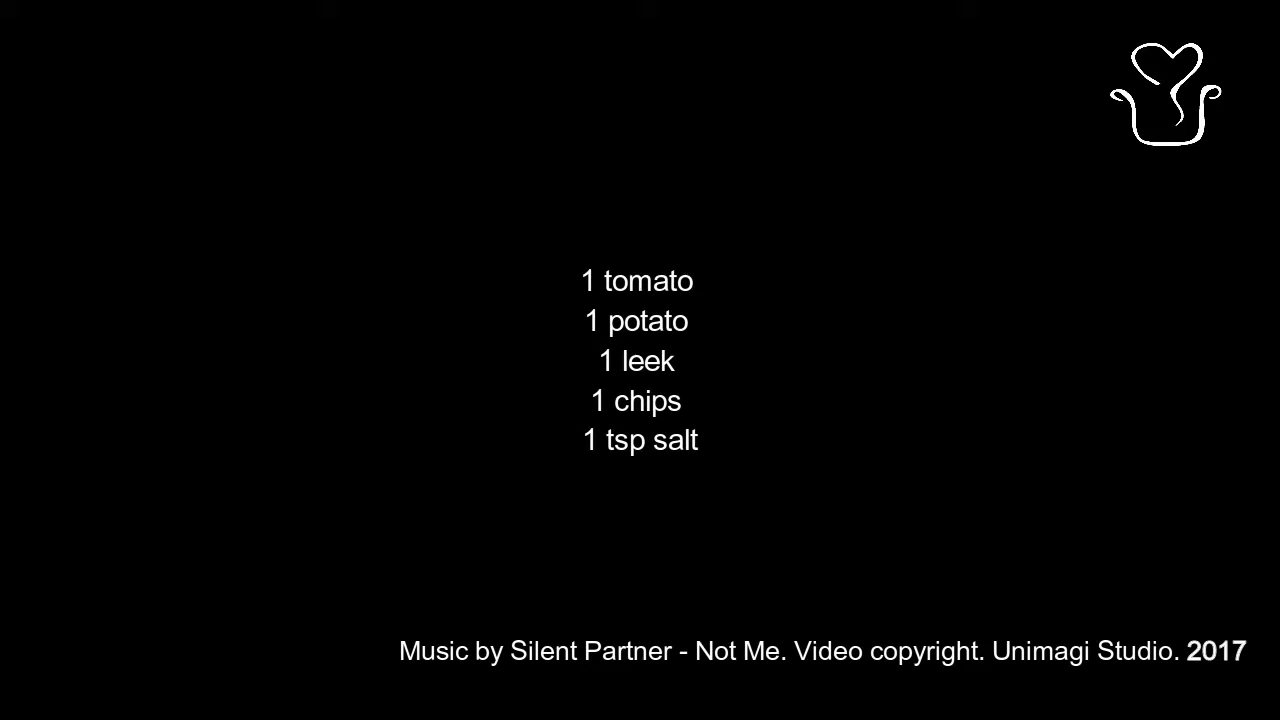 1 tomato
1 potato
1 leek
1 chips
1 tsp salt
Music by Silent Partner - Not Me. Video copyright. Unimagi Studio. 2017